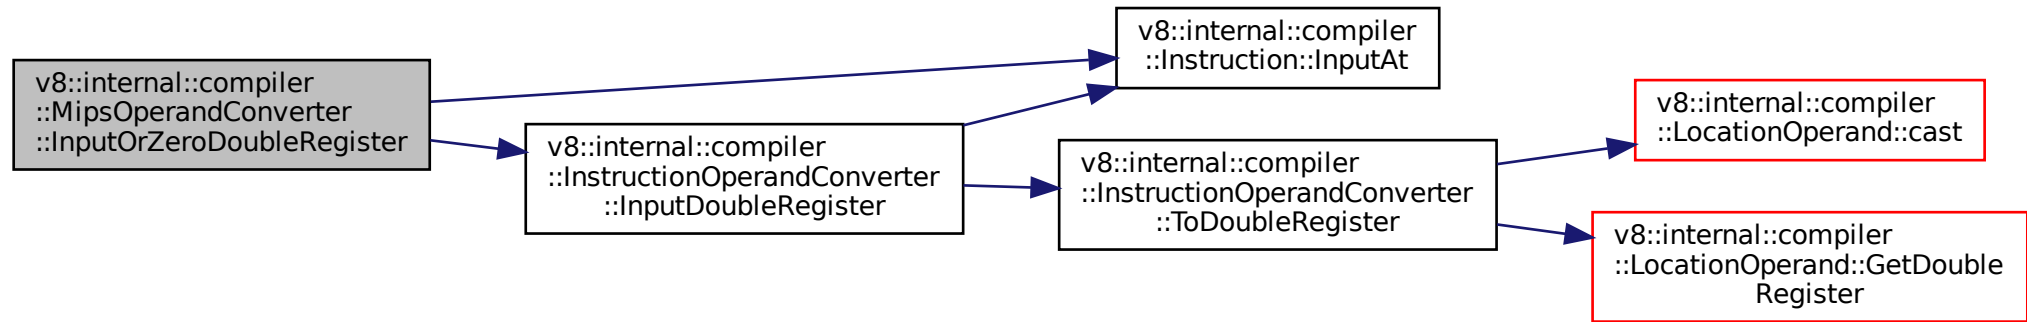 v8::internal::compiler
::MipsOperandConverter
::InputOrZeroDoubleRegister
v8::internal::compiler
::Instruction::InputAt
v8::internal::compiler
::InstructionOperandConverter
::InputDoubleRegister
v8::internal::compiler
::InstructionOperandConverter
::ToDoubleRegister
v8::internal::compiler
::LocationOperand::cast
v8::internal::compiler
::LocationOperand::GetDouble
Register